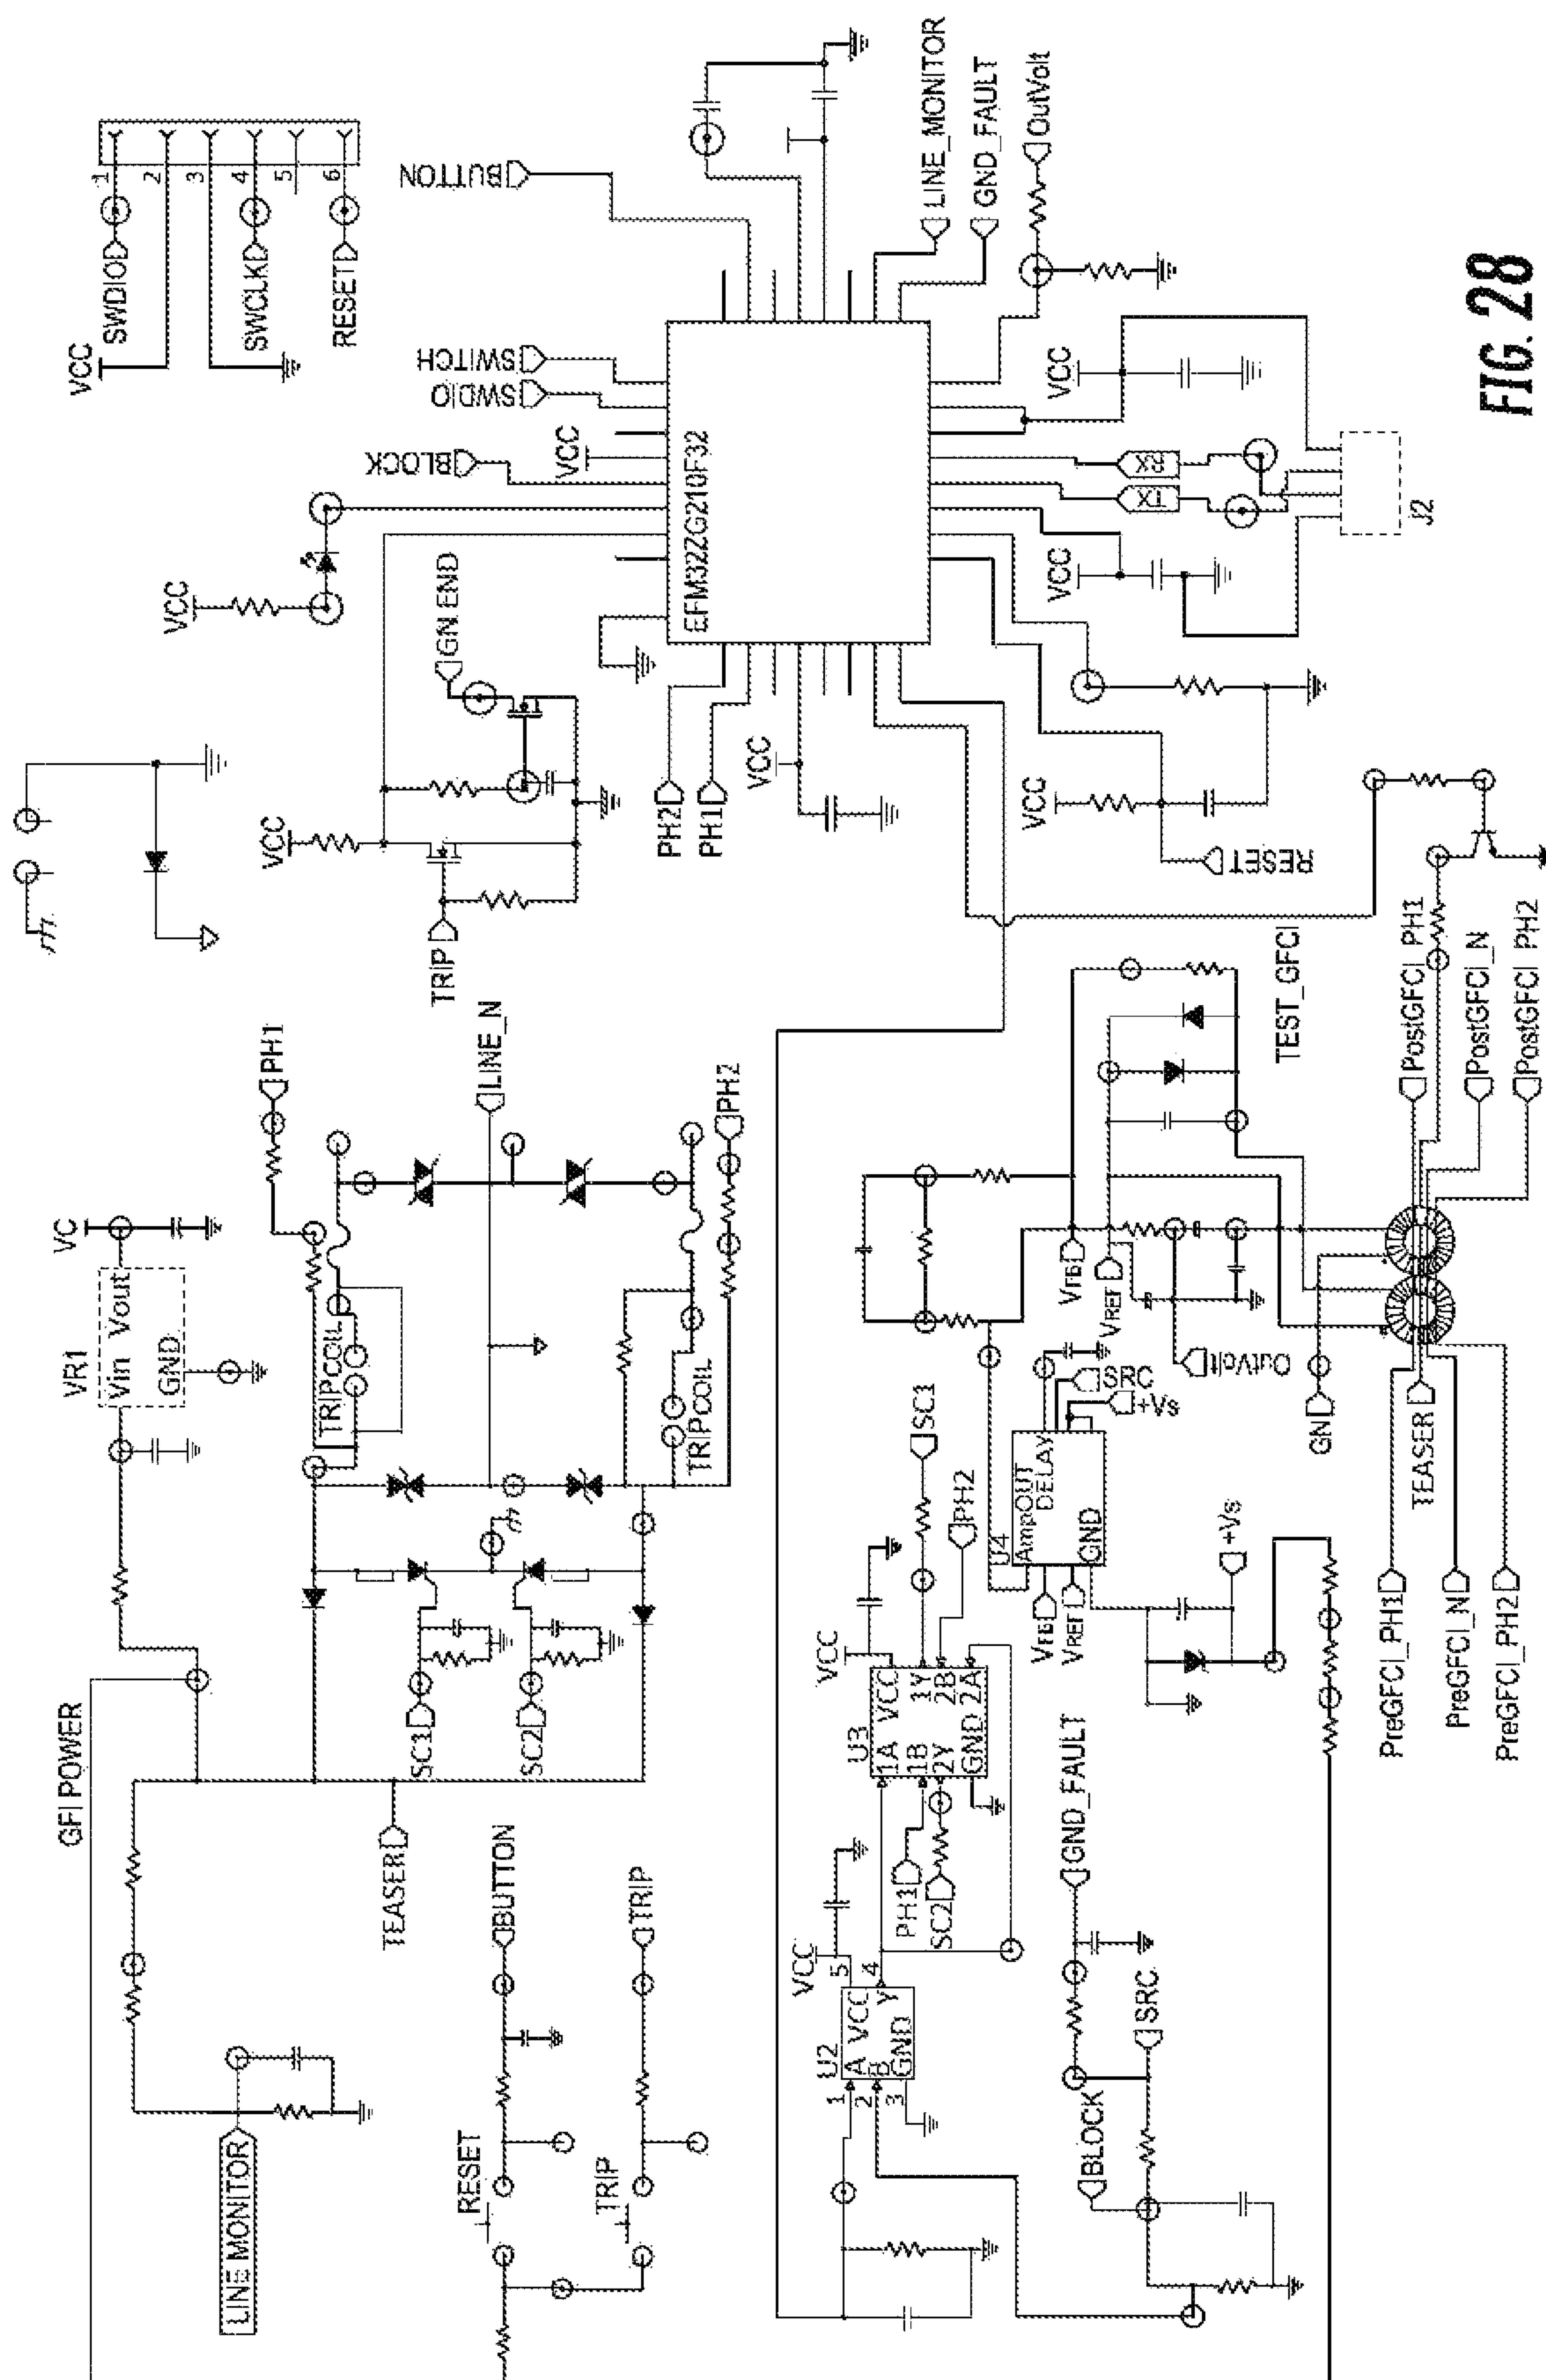 SWDIO
1
VCC
2
3
SWCLK
4
5
RESET
6
BUTTON
LINE_MONITOR
GND_FAULT
OutVolt
SWITCH
SWDIO
VCC
BLOCK
VCC
GN END
EFM32ZG210F32
VCC
RX
TX
VCC
J2
VCC
TRIP
PH2
PH1
VCC
VCC
RESET
FIG. 28
VC
VR1
Vin
Vout
GND
PH1
LINE_N
PH2
TRIPCOIL
TRIPCOIL
GFI POWER
SC1
SC2
TEASER
LINE MONITOR
RESET
BUTTON
TRIP
TRIP
TEST_GFCI
VFB
VREF
OutVolt
SRC
+Vs
SC1
PH2
U4
AmpOUT
DELAY
GND
VFB
VREF
+Vs
VCC
U3
1A VCC
1B 1Y
2Y 2B
GND 2A
PH1
SC2
VCC
5
4
U2
A VCC
B Y
GND
1
2
3
GND_FAULT
SRC
BLOCK
GN
TEASER
PostGFCI_PH1
PostGFCI_N
PostGFCI_PH2
PreGFCI_PH1
PreGFCI_N
PreGFCI_PH2